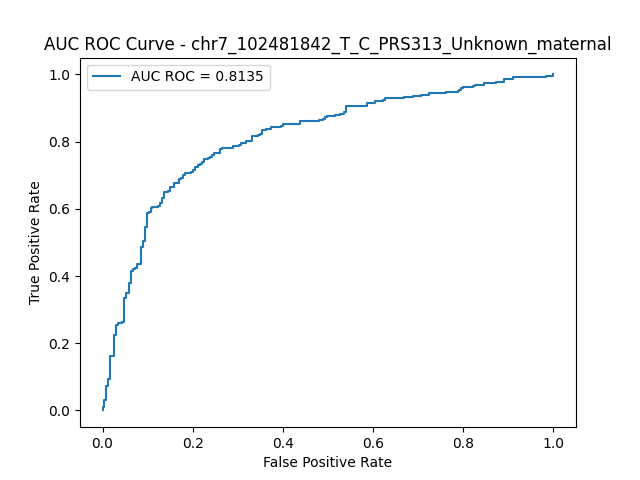 AUC ROC Curve - chr7_102481842_T_C_PRS313_Unknown_maternal
AUC ROC = 0.8135
1.0
0.8
0.6
0.4
0.2
0.0
True Positive Rate
0.0 0.2 0.4 0.6 0.8 1.0
False Positive Rate